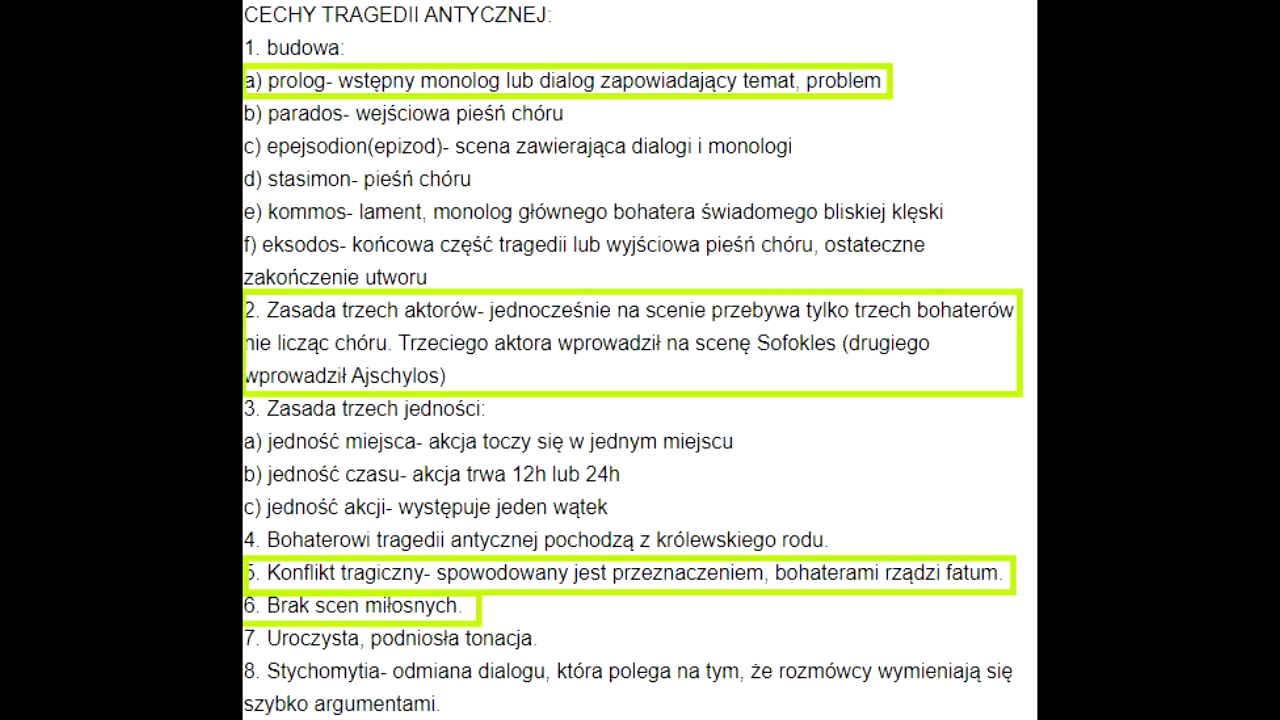 CECHY TRAGEDII ANTYCZNEJ:
1. budowa:
a) prolog- wstępny monolog lub dialog zapowiadający temat, problem
b) parados- wejściowa pieśń chóru
c) epejsodion(epizod)- scena zawierająca dialogi i monologi
d) stasimon- pieśń chóru
e) kommos- lament, monolog głównego bohatera świadomego bliskiej klęski
f) eksodos- końcowa część tragedii lub wyjściowa pieśń chóru, ostateczne
zakończenie utworu
2. Zasada trzech aktorów- jednocześnie na scenie przebywa tylko trzech bohaterów
nie licząc chóru. Trzeciego aktora wprowadził na scenę Sofokles (drugiego
wprowadził Ajschylos)
3. Zasada trzech jedności:
a) jedność miejsca- akcja toczy się w jednym miejscu
b) jedność czasu- akcja trwa 12h lub 24h
c) jedność akcji- występuje jeden wątek
4. Bohaterowi tragedii antycznej pochodzą z królewskiego rodu.
5. Konflikt tragiczny- spowodowany jest przeznaczeniem, bohaterami rządzi fatum.
6. Brak scen miłosnych.
7. Uroczysta, podniosła tonacja.
8. Stychomytia- odmiana dialogu, która polega na tym, że rozmówcy wymieniają się
szybko argumentami.